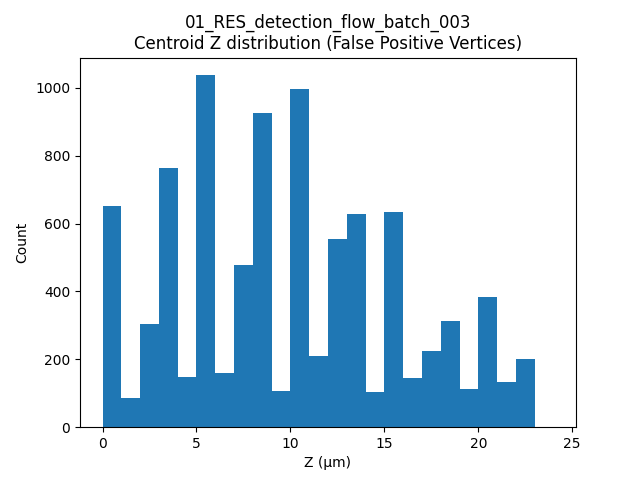 01_RES_detection_flow_batch_003
Centroid Z distribution (False Positive Vertices)
1000
800
600
400
200
0
Count
0 5 10 15 20 25
Z (µm)